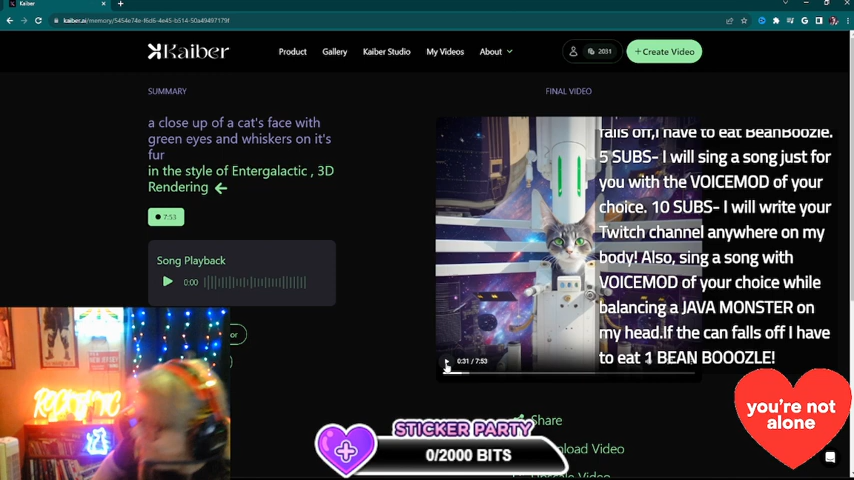 Kaiber
kaiber.ai/memory/5454e74e-f6d6-4e45-b514-50a49497179f
Kaiber
Product
Gallery
Kaiber Studio
My Videos
About
2031
+ Create Video
SUMMARY
FINAL VIDEO
a close up of a cat's face with
green eyes and whiskers on it's
fur
in the style of Entergalactic , 3D
Rendering
7:53
Song Playback
0:00
falls off,I have to eat BeanBoozle.
5 SUBS- I will sing a song just for
you with the VOICEMOD of your
choice. 10 SUBS- I will write your
Twitch channel anywhere on my
body! Also, sing a song with
VOICEMOD of your choice while
balancing a JAVA MONSTER on
my head.If the can falls off I have
to eat 1 BEAN BOOOZLE!
0:31 / 7:53
you're not
alone
Share
STICKER PARTY
0/2000 BITS